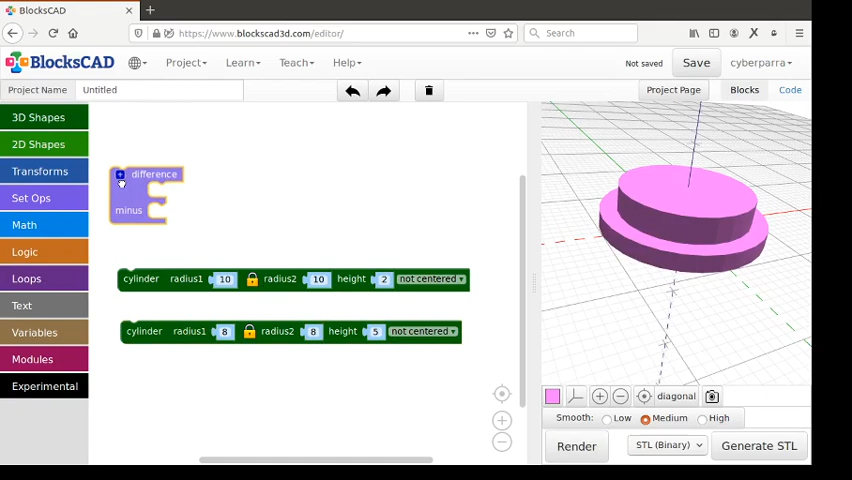 BlocksCAD
https://www.blockscad3d.com/editor/
Search
BlocksCAD
Project
Learn
Teach
Help
Not saved
Save
cyberparra
Project Name
Untitled
Project Page
Blocks
Code
3D Shapes
2D Shapes
Transforms
Set Ops
Math
Logic
Loops
Text
Variables
Modules
Experimental
+ difference
minus
cylinder radius1 10 radius2 10 height 2 not centered
cylinder radius1 8 radius2 8 height 5 not centered
diagonal
Smooth: Low Medium High
Render
STL (Binary)
Generate STL